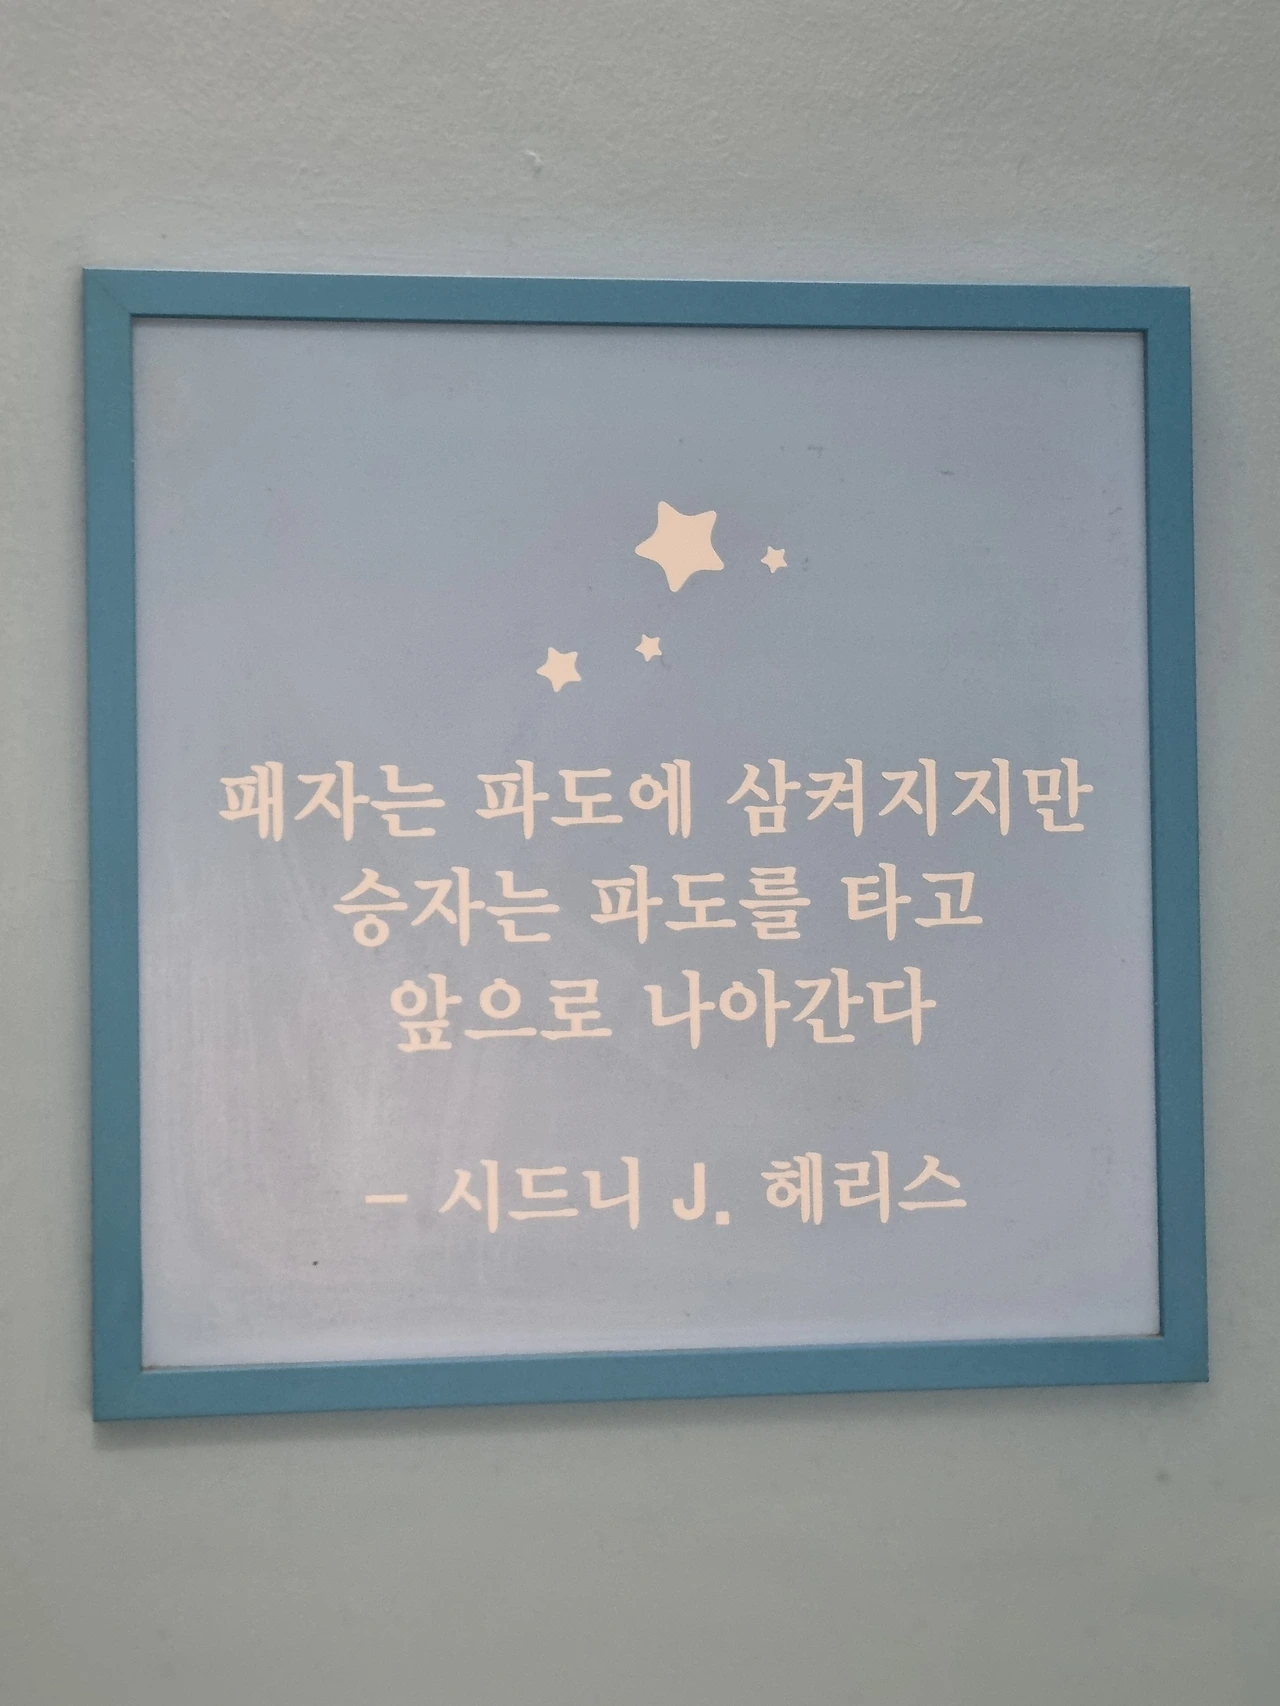 패자는 파도에 삼켜지지만
승자는 파도를 타고
앞으로 나아간다
- 시드니 J. 헤리스